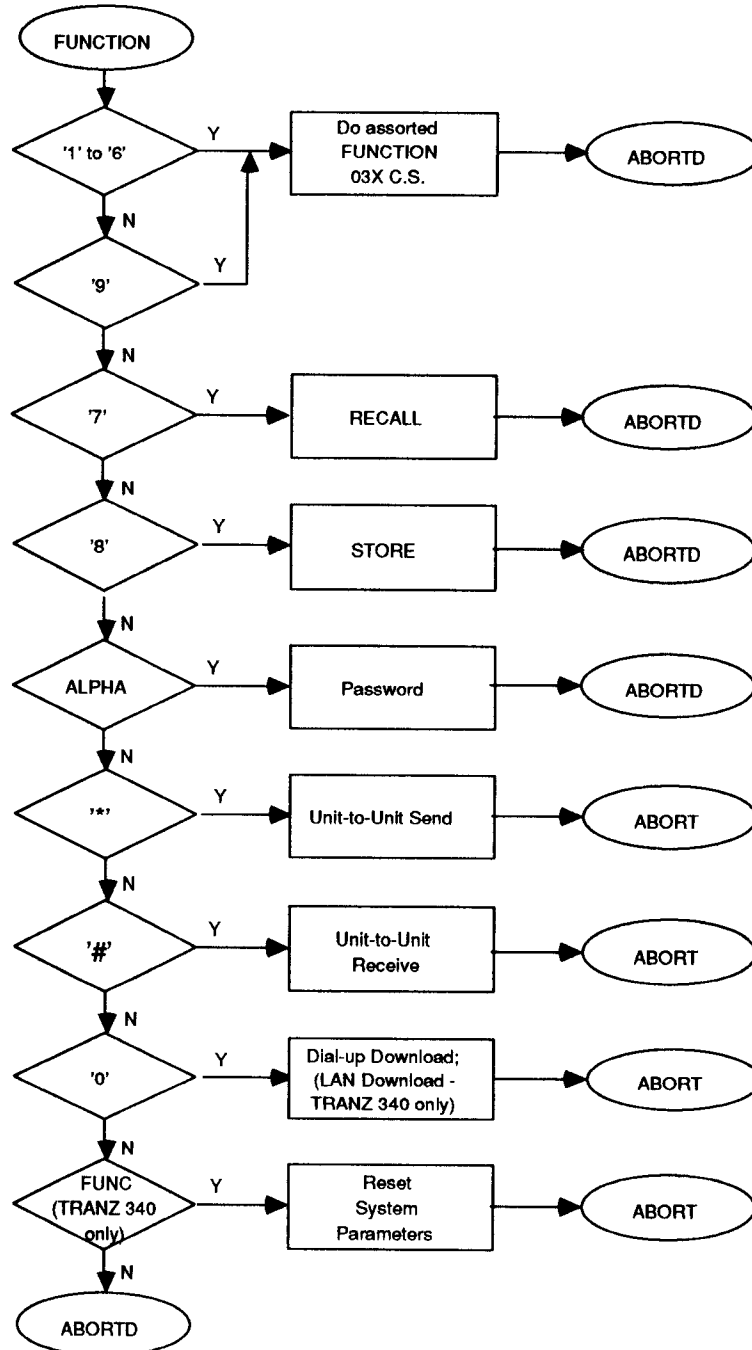 FUNCTION
'1' to '6'
Y
Do assorted
FUNCTION
03X C.S.
ABORTD
N
'9'
Y
N
'7'
Y
RECALL
ABORTD
N
'8'
Y
STORE
ABORTD
N
ALPHA
Y
Password
ABORTD
N
'*'
Y
Unit-to-Unit Send
ABORT
N
'#'
Y
Unit-to-Unit
Receive
ABORT
N
'0'
Y
Dial-up Download;
(LAN Download -
TRANZ 340 only)
ABORT
N
FUNC
(TRANZ 340
only)
Y
Reset
System
Parameters
ABORT
N
ABORTD